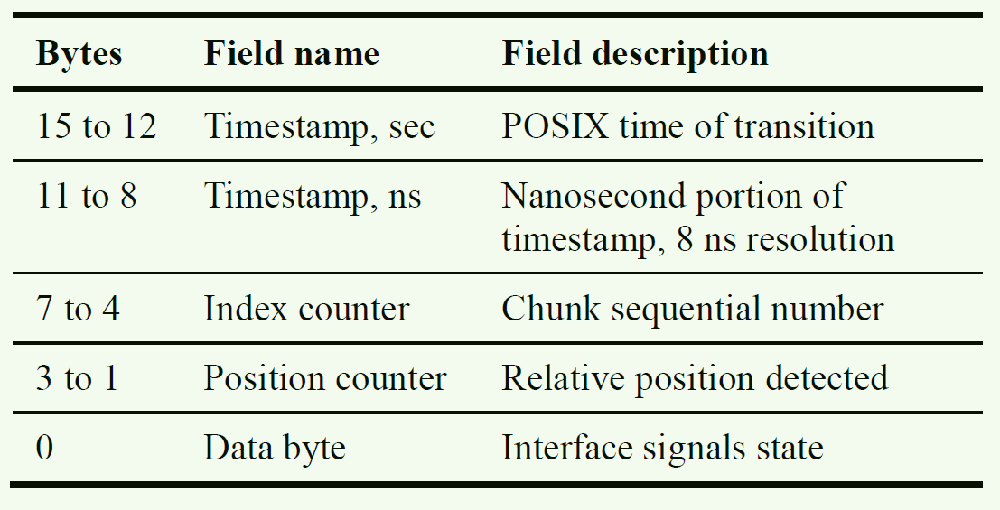 Bytes Field name Field description
15 to 12 Timestamp, sec POSIX time of transition
11 to 8 Timestamp, ns Nanosecond portion of
timestamp, 8 ns resolution
7 to 4 Index counter Chunk sequential number
3 to 1 Position counter Relative position detected
0 Data byte Interface signals state